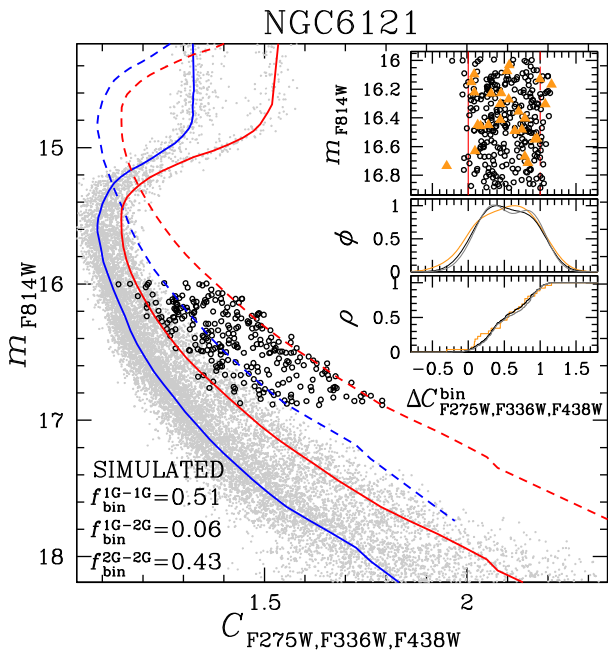 NGC6121
15
16
17
18
m F814W
1.5
2
C F275W,F336W,F438W
SIMULATED
f bin 1G−1G =0.51
f bin 1G−2G =0.06
f bin 2G−2G =0.43
16
16.2
16.4
16.6
16.8
m F814W
1
0.5
0
ϕ
1
0.5
0
ρ
−0.5
0
0.5
1
1.5
ΔC bin F275W,F336W,F438W